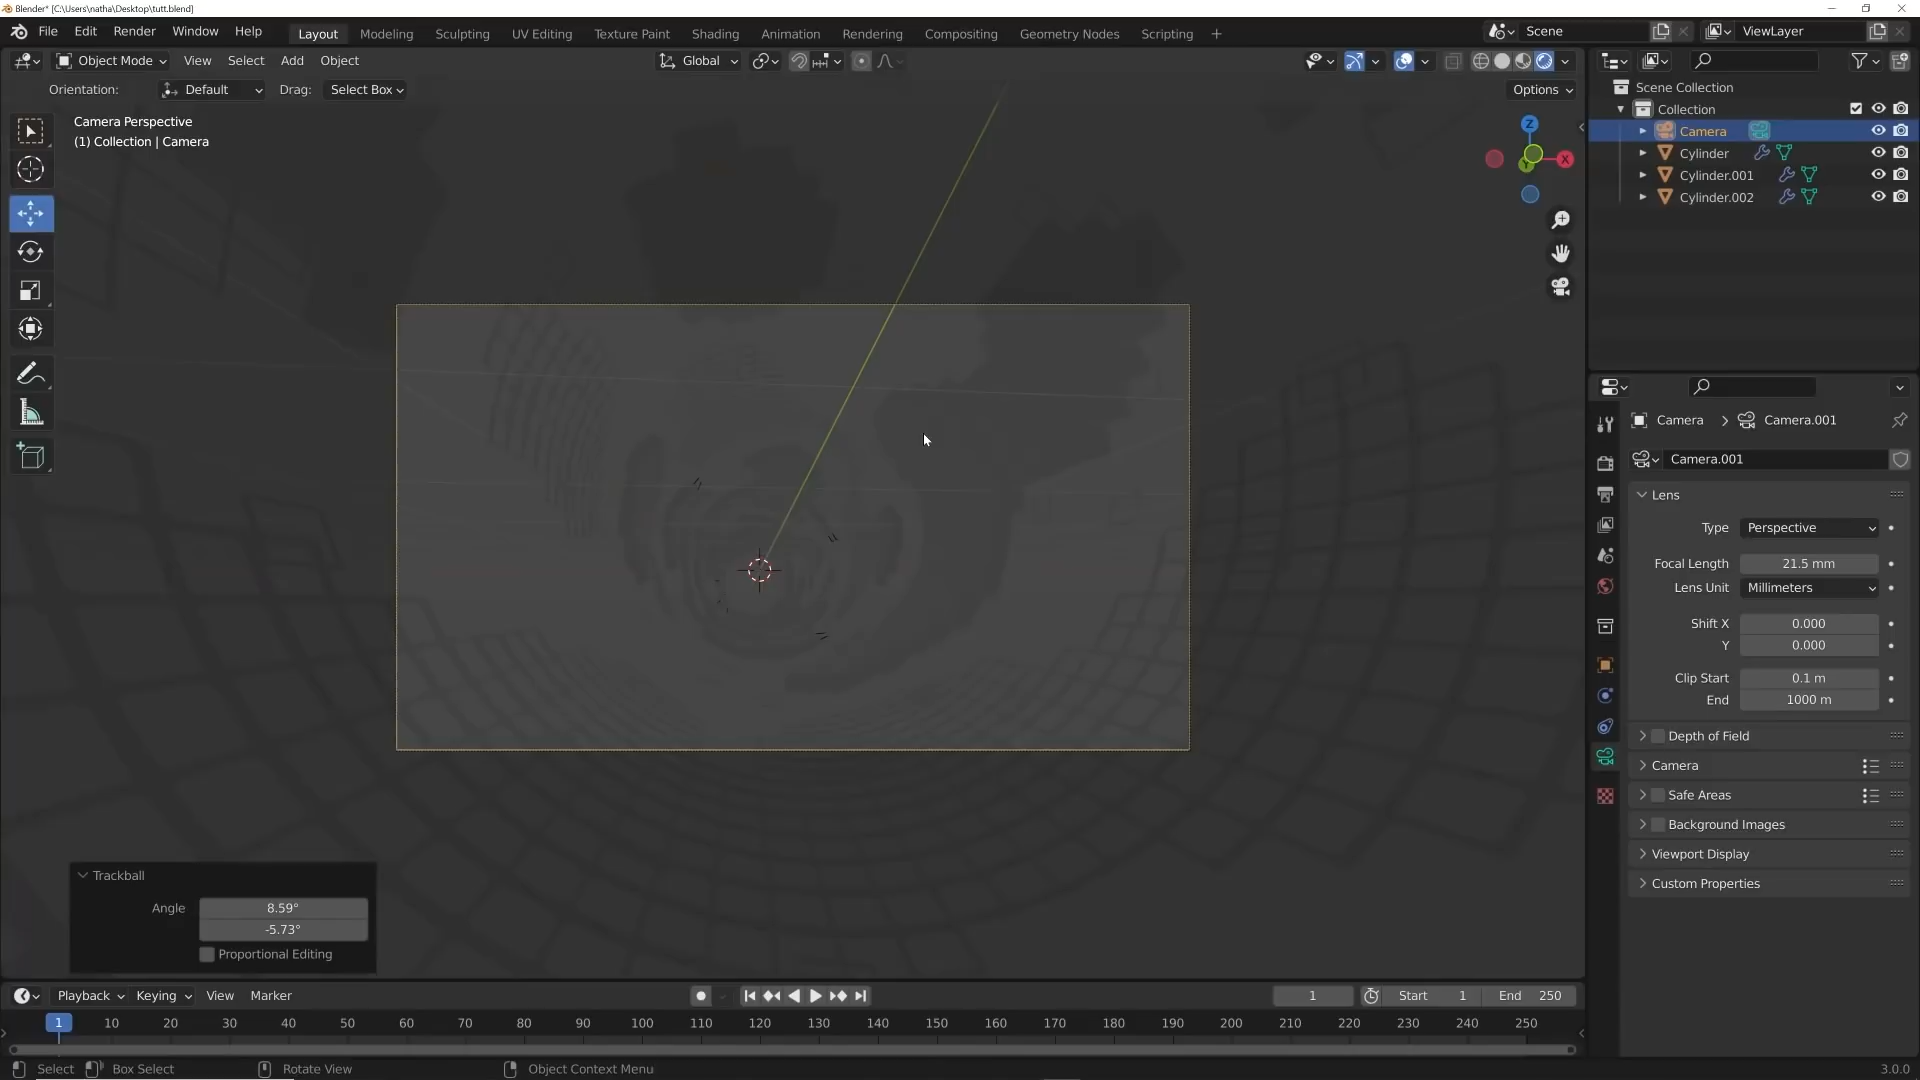 Blender* [C:\Users\natha\Desktop\tutt.blend]
File Edit Render Window Help
Layout Modeling Sculpting UV Editing Texture Paint Shading Animation Rendering Compositing Geometry Nodes Scripting +
Scene
ViewLayer
Object Mode View Select Add Object
Global
Orientation: Default Drag: Select Box
Options
Camera Perspective
(1) Collection | Camera
Z
X
Y
Scene Collection
Collection
Camera
Cylinder
Cylinder.001
Cylinder.002
Camera > Camera.001
Camera.001
Lens
Type Perspective
Focal Length 21.5 mm
Lens Unit Millimeters
Shift X 0.000
Y 0.000
Clip Start 0.1 m
End 1000 m
Depth of Field
Camera
Safe Areas
Background Images
Viewport Display
Custom Properties
Trackball
Angle 8.59°
-5.73°
Proportional Editing
Playback Keying View Marker
1 Start 1 End 250
1 10 20 30 40 50 60 70 80 90 100 110 120 130 140 150 160 170 180 190 200 210 220 230 240 250
Select Box Select Rotate View Object Context Menu 3.0.0